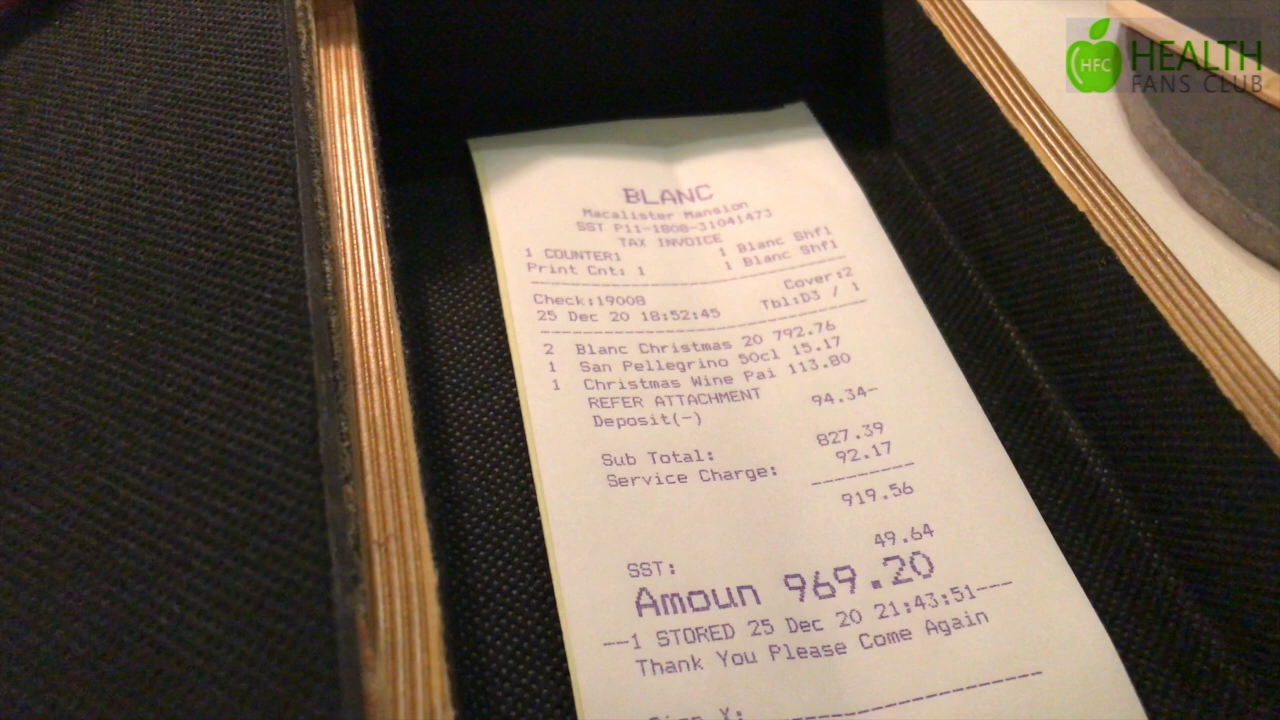 HFC HEALTH
FANS CLUB
BLANC
Macalister Mansion
SST P11-1808-31041473
TAX INVOICE
1 COUNTER1 1 Blanc Shf1
Print Cnt: 1 1 Blanc Shf1
Check:19008 Cover:2
25 Dec 20 18:52:45 Tbl:D3 / 1
2 Blanc Christmas 20 792.76
1 San Pellegrino 50cl 15.17
1 Christmas Wine Pai 113.80
REFER ATTACHMENT
Deposit(-) 94.34-
Sub Total: 827.39
Service Charge: 92.17
919.56
SST: 49.64
Amoun 969.20
---1 STORED 25 Dec 20 21:43:51---
Thank You Please Come Again
X: